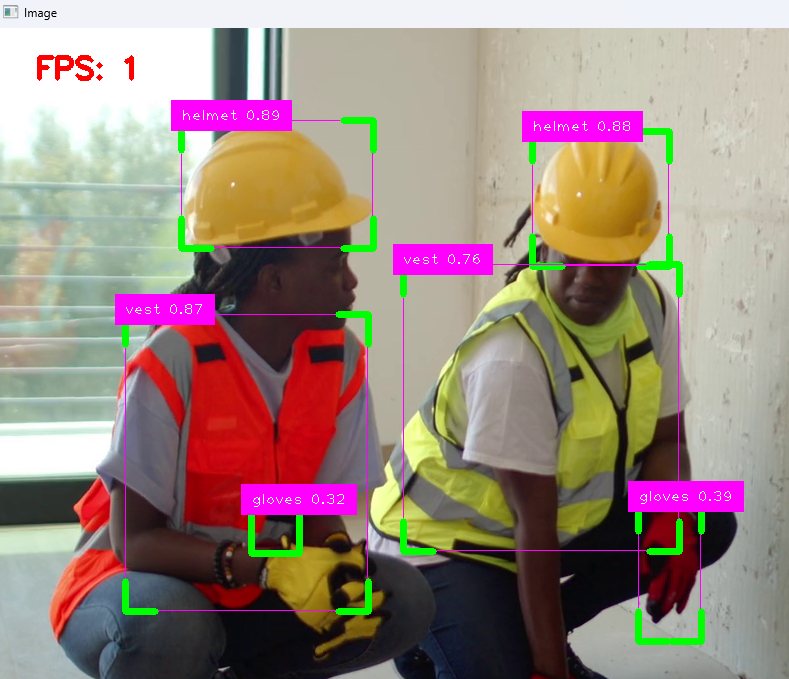 Image
FPS: 1
helmet 0.89
helmet 0.88
vest 0.76
vest 0.87
gloves 0.32
gloves 0.39